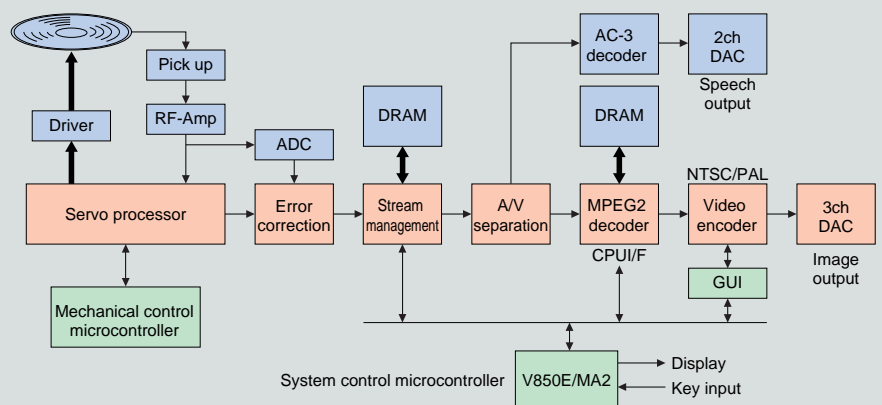 Pick up
RF-Amp
Driver
ADC
DRAM
AC-3
decoder
2ch
DAC
Speech
output
DRAM
Servo processor
Error
correction
Stream
management
A/V
separation
MPEG2
decoder
CPUI/F
NTSC/PAL
Video
encoder
3ch
DAC
Image
output
GUI
Mechanical control
microcontroller
System control microcontroller
V850E/MA2
Display
Key input